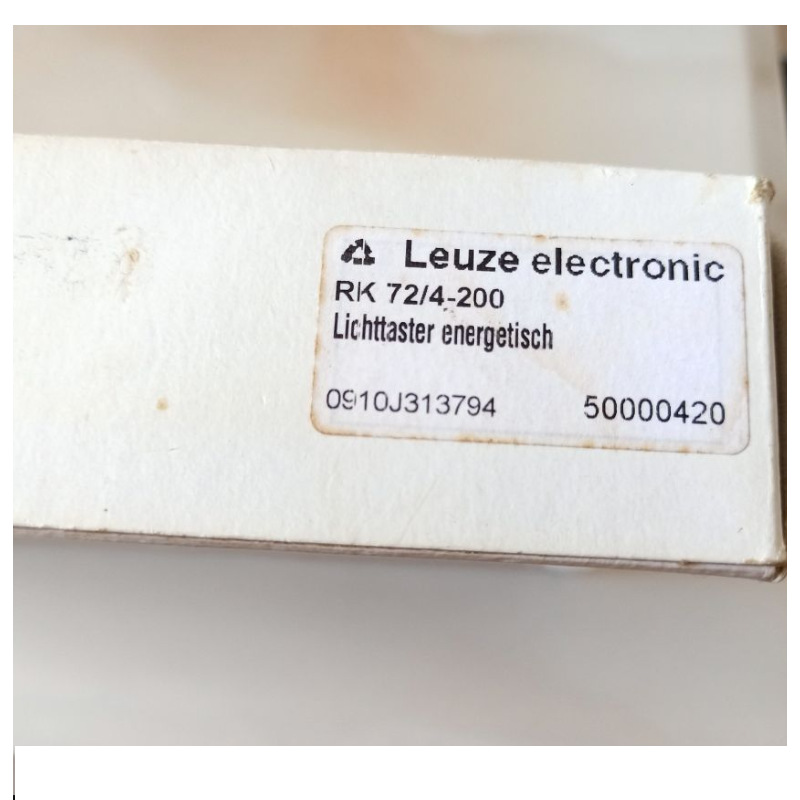 Leuze electronic
RK 72/4-200
Lichttaster energetisch
0910J313794 50000420